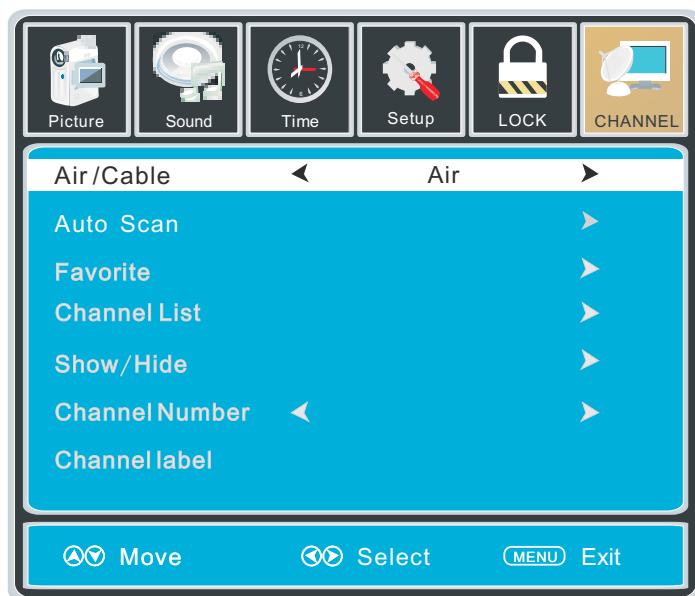 Picture Sound Time Setup LOCK CHANNEL
Air/Cable Air
Auto Scan
Favorite
Channel List
Show/Hide
Channel Number
Channel label
Move Select MENU Exit